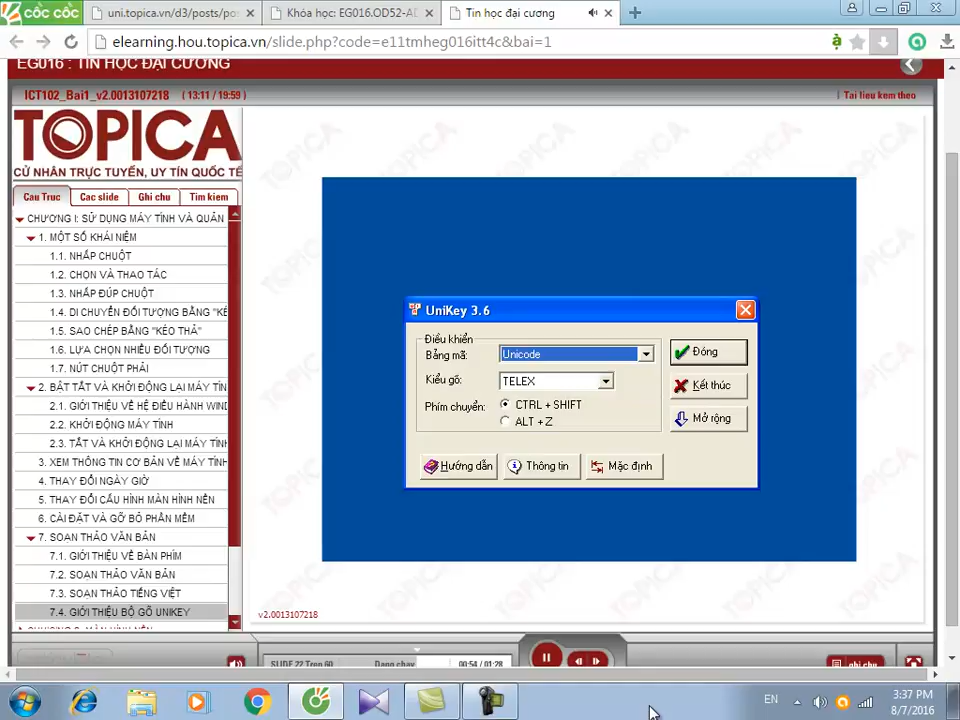 cốc cốc
uni.topica.vn/d3/posts/po
Khóa học: EG016.OD52-AD
Tin học đại cương
elearning.hou.topica.vn/slide.php?code=e11tmheg016itt4c&bai=1
EG016 : TIN HỌC ĐẠI CƯƠNG
ICT102_Bai1_v2.0013107218 ( 13:11 / 19:59 )
Tai lieu kem theo
TOPICA
CỬ NHÂN TRỰC TUYẾN, UY TÍN QUỐC TẾ
Cau Truc
Cac slide
Ghi chu
Tim kiem
CHƯƠNG I: SỬ DỤNG MÁY TÍNH VÀ QUẢN
1. MỘT SỐ KHÁI NIỆM
1.1. NHẮP CHUỘT
1.2. CHỌN VÀ THAO TÁC
1.3. NHẮP ĐÚP CHUỘT
1.4. DI CHUYỂN ĐỐI TƯỢNG BẰNG "KÉ
1.5. SAO CHÉP BẰNG "KÉO THẢ"
1.6. LỰA CHỌN NHIỀU ĐỐI TƯỢNG
1.7. NÚT CHUỘT PHẢI
2. BẬT TẮT VÀ KHỞI ĐỘNG LẠI MÁY TÍN
2.1. GIỚI THIỆU VỀ HỆ ĐIỀU HÀNH WIN
2.2. KHỞI ĐỘNG MÁY TÍNH
2.3. TẮT VÀ KHỞI ĐỘNG LẠI MÁY TÍNH
3. XEM THÔNG TIN CƠ BẢN VỀ MÁY TÍNH
4. THAY ĐỔI NGÀY GIỜ
5. THAY ĐỔI CẤU HÌNH MÀN HÌNH NỀN
6. CÀI ĐẶT VÀ GỠ BỎ PHẦN MỀM
7. SOẠN THẢO VĂN BẢN
7.1. GIỚI THIỆU VỀ BÀN PHÍM
7.2. SOẠN THẢO VĂN BẢN
7.3. SOẠN THẢO TIẾNG VIỆT
7.4. GIỚI THIỆU BỘ GÕ UNIKEY
UniKey 3.6
Điều khiển
Bảng mã:
Unicode
Đóng
Kiểu gõ:
TELEX
Kết thúc
Phím chuyển:
CTRL + SHIFT
ALT + Z
Mở rộng
Hướng dẫn
Thông tin
Mặc định
v2.0013107218
SLIDE 22 Tren 60
Dang chay
00:54 / 01:28
ghi chu
EN
3:37 PM
8/7/2016